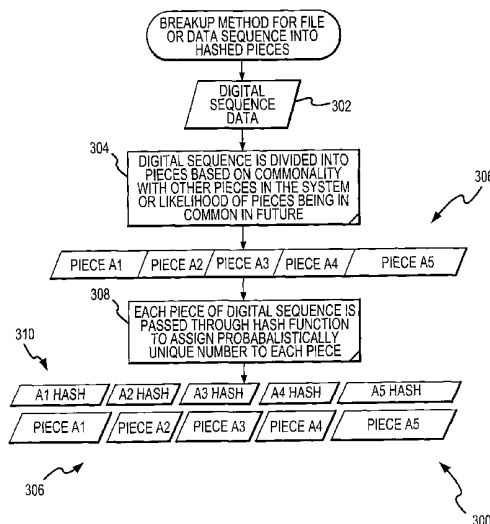 BREAKUP METHOD FOR FILE
OR DATA SEQUENCE INTO
HASHED PIECES
DIGITAL
SEQUENCE
DATA
302
304
DIGITAL SEQUENCE IS DIVIDED INTO
PIECES BASED ON COMMONALITY
WITH OTHER PIECES IN THE SYSTEM
OR LIKELIHOOD OF PIECES BEING IN
COMMON IN FUTURE
306
PIECE A1 PIECE A2 PIECE A3 PIECE A4 PIECE A5
308
EACH PIECE OF DIGITAL SEQUENCE IS
PASSED THROUGH HASH FUNCTION
TO ASSIGN PROBABALISTICALLY
UNIQUE NUMBER TO EACH PIECE
310
A1 HASH A2 HASH A3 HASH A4 HASH A5 HASH
PIECE A1 PIECE A2 PIECE A3 PIECE A4 PIECE A5
306
300